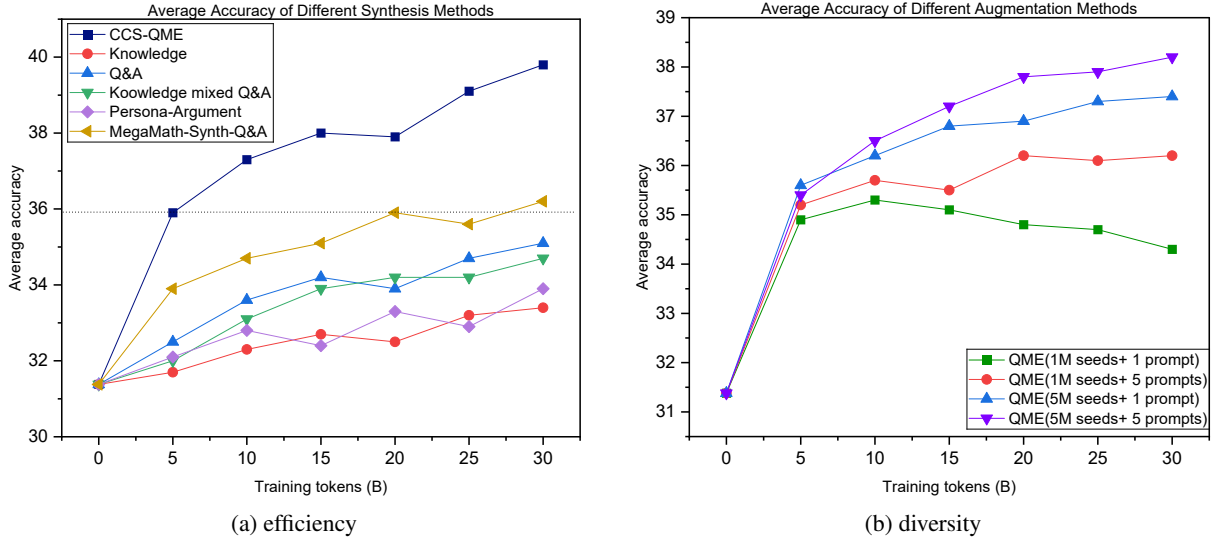 Average Accuracy of Different Synthesis Methods
CCS-QME
Knowledge
Q&A
Koowledge mixed Q&A
Persona-Argument
MegaMath-Synth-Q&A
40
38
36
34
32
30
Average accuracy
0 5 10 15 20 25 30
Training tokens (B)
(a) efficiency
Average Accuracy of Different Augmentation Methods
39
38
37
36
35
34
33
32
31
Average accuracy
QME(1M seeds+ 1 prompt)
QME(1M seeds+ 5 prompts)
QME(5M seeds+ 1 prompt)
QME(5M seeds+ 5 prompts)
0 5 10 15 20 25 30
Training tokens (B)
(b) diversity